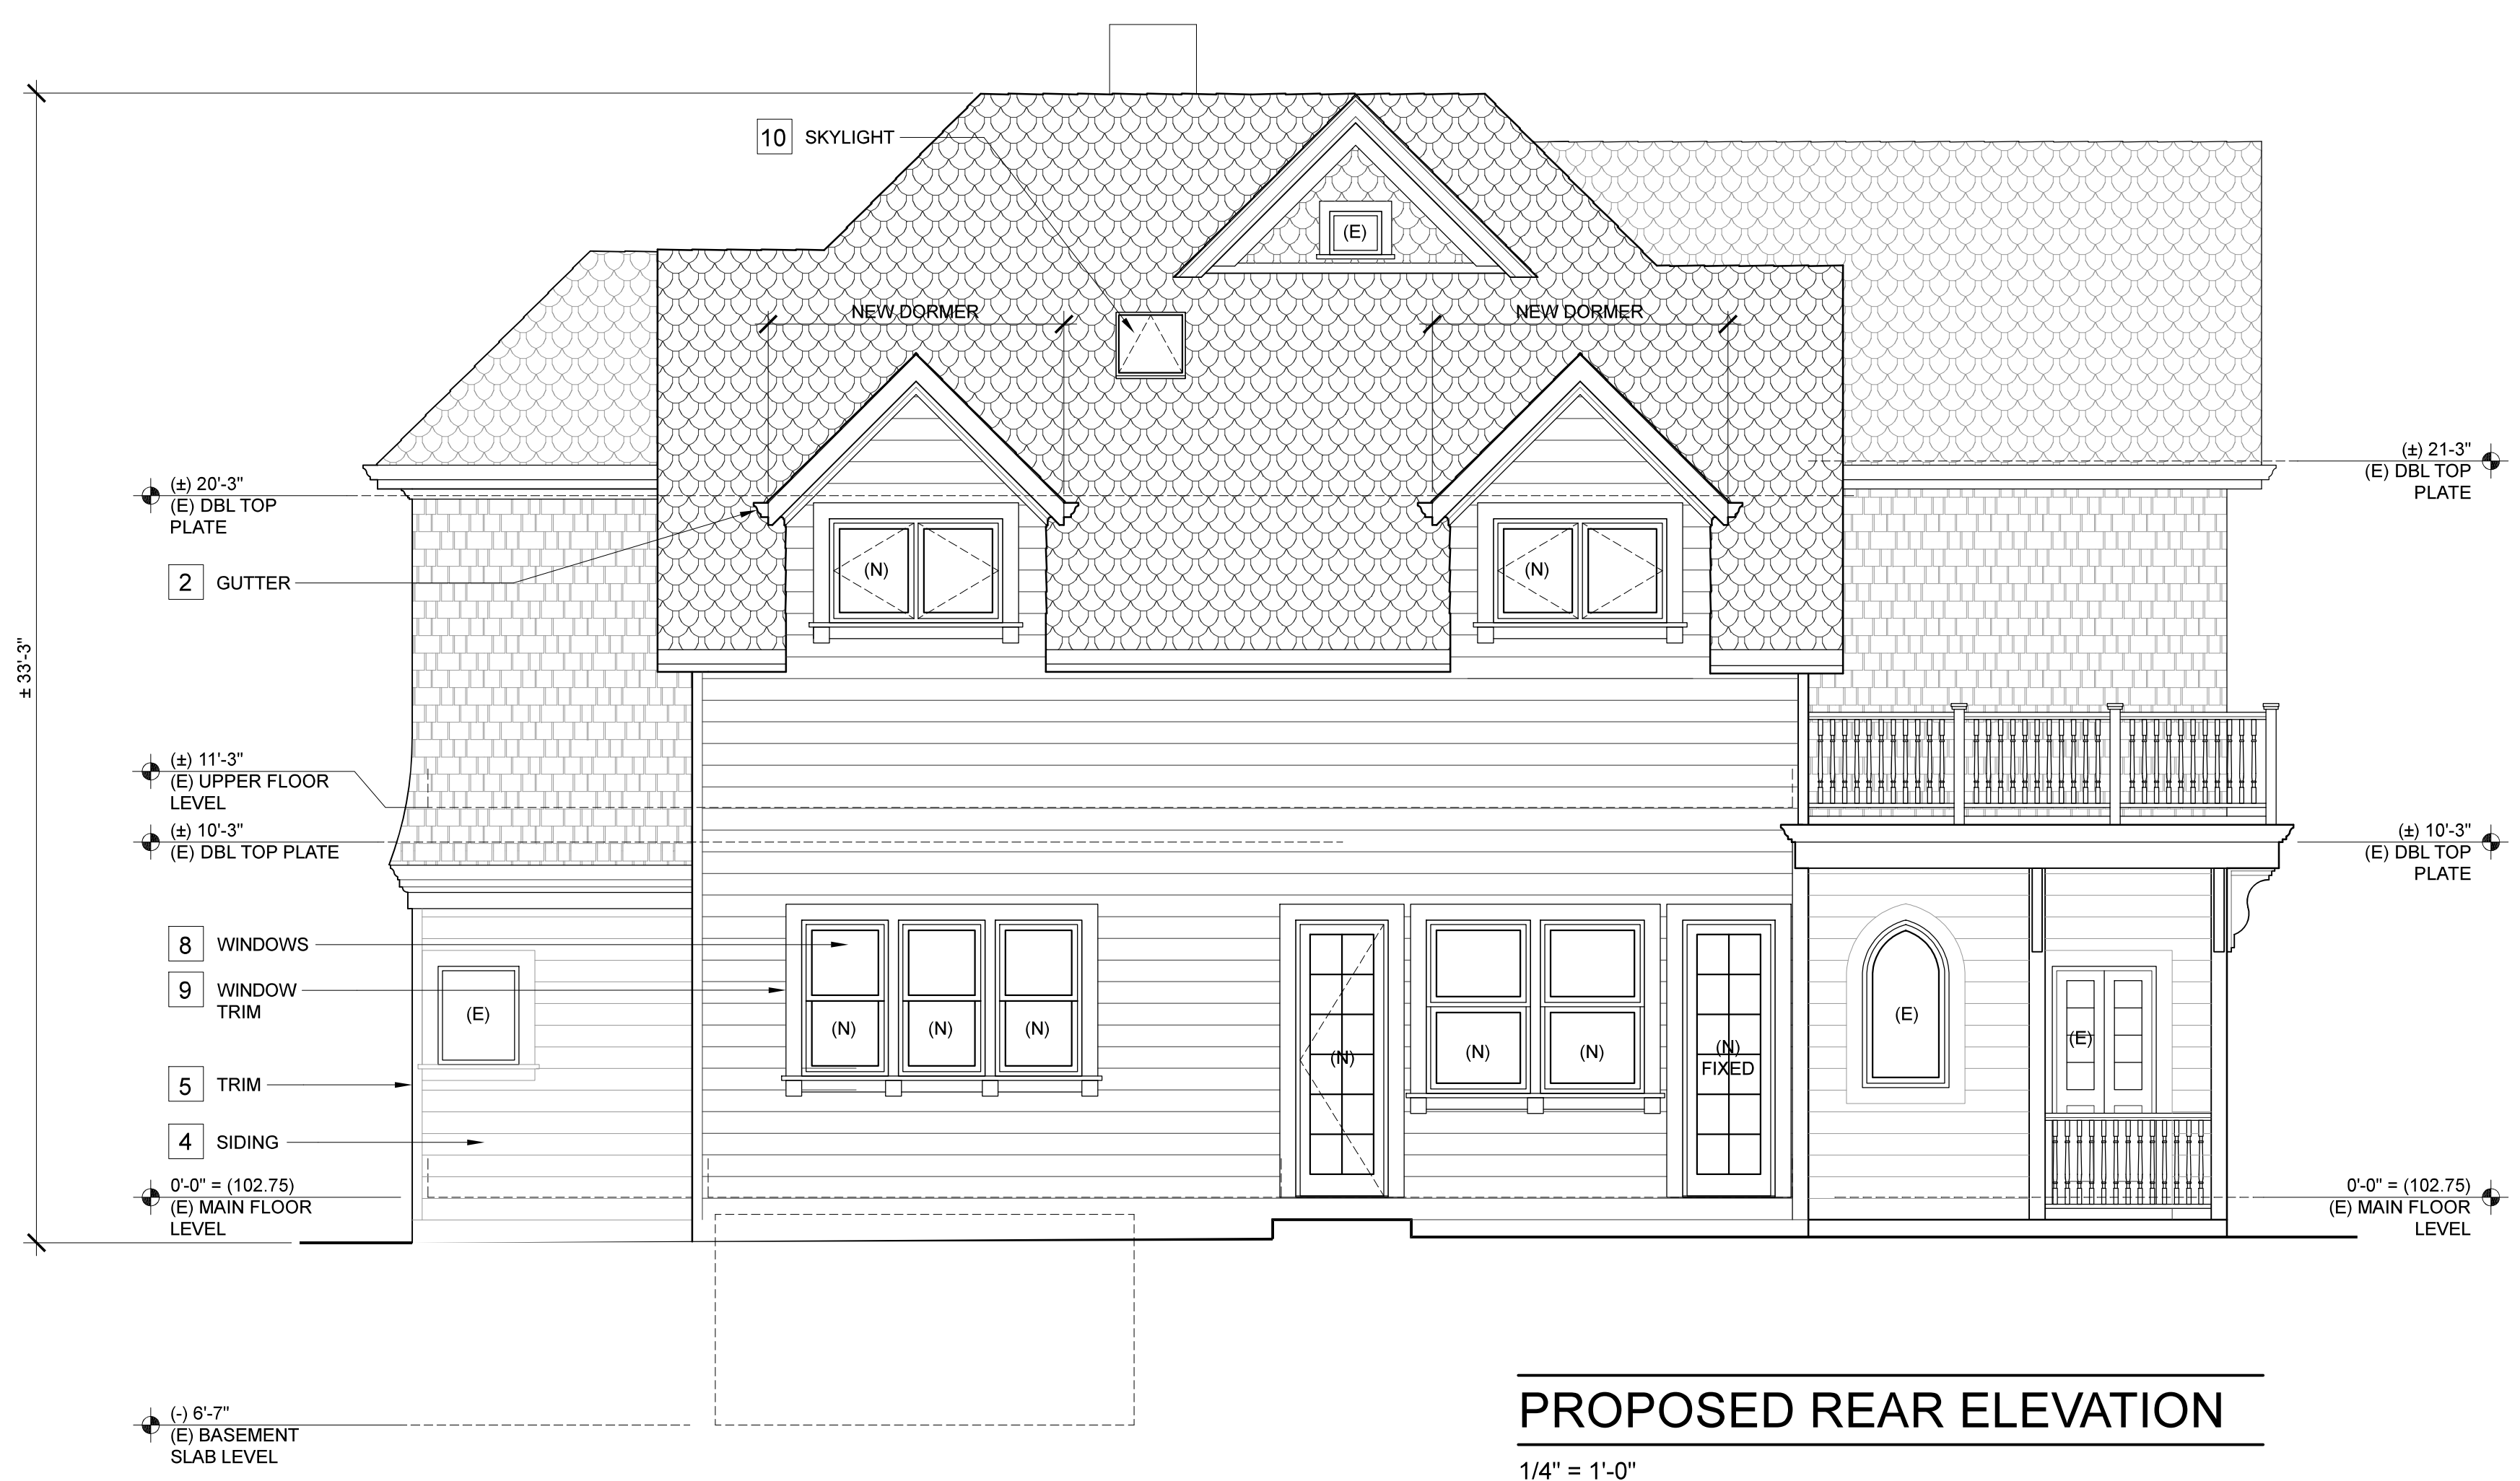 10 SKYLIGHT
(E)
NEW DORMER
NEW DORMER
(±) 20'-3"
(E) DBL TOP
PLATE
(±) 21-3"
(E) DBL TOP
PLATE
2 GUTTER
(N)
(N)
± 33'-3"
(±) 11'-3"
(E) UPPER FLOOR
LEVEL
(±) 10'-3"
(E) DBL TOP PLATE
(±) 10'-3"
(E) DBL TOP
PLATE
8 WINDOWS
9 WINDOW
TRIM
(E)
(N)
(N)
(N)
(N)
(N)
(N)
(N)
FIXED
(E)
(E)
5 TRIM
4 SIDING
0'-0" = (102.75)
(E) MAIN FLOOR
LEVEL
0'-0" = (102.75)
(E) MAIN FLOOR
LEVEL
(-) 6'-7"
(E) BASEMENT
SLAB LEVEL
PROPOSED REAR ELEVATION
1/4" = 1'-0"